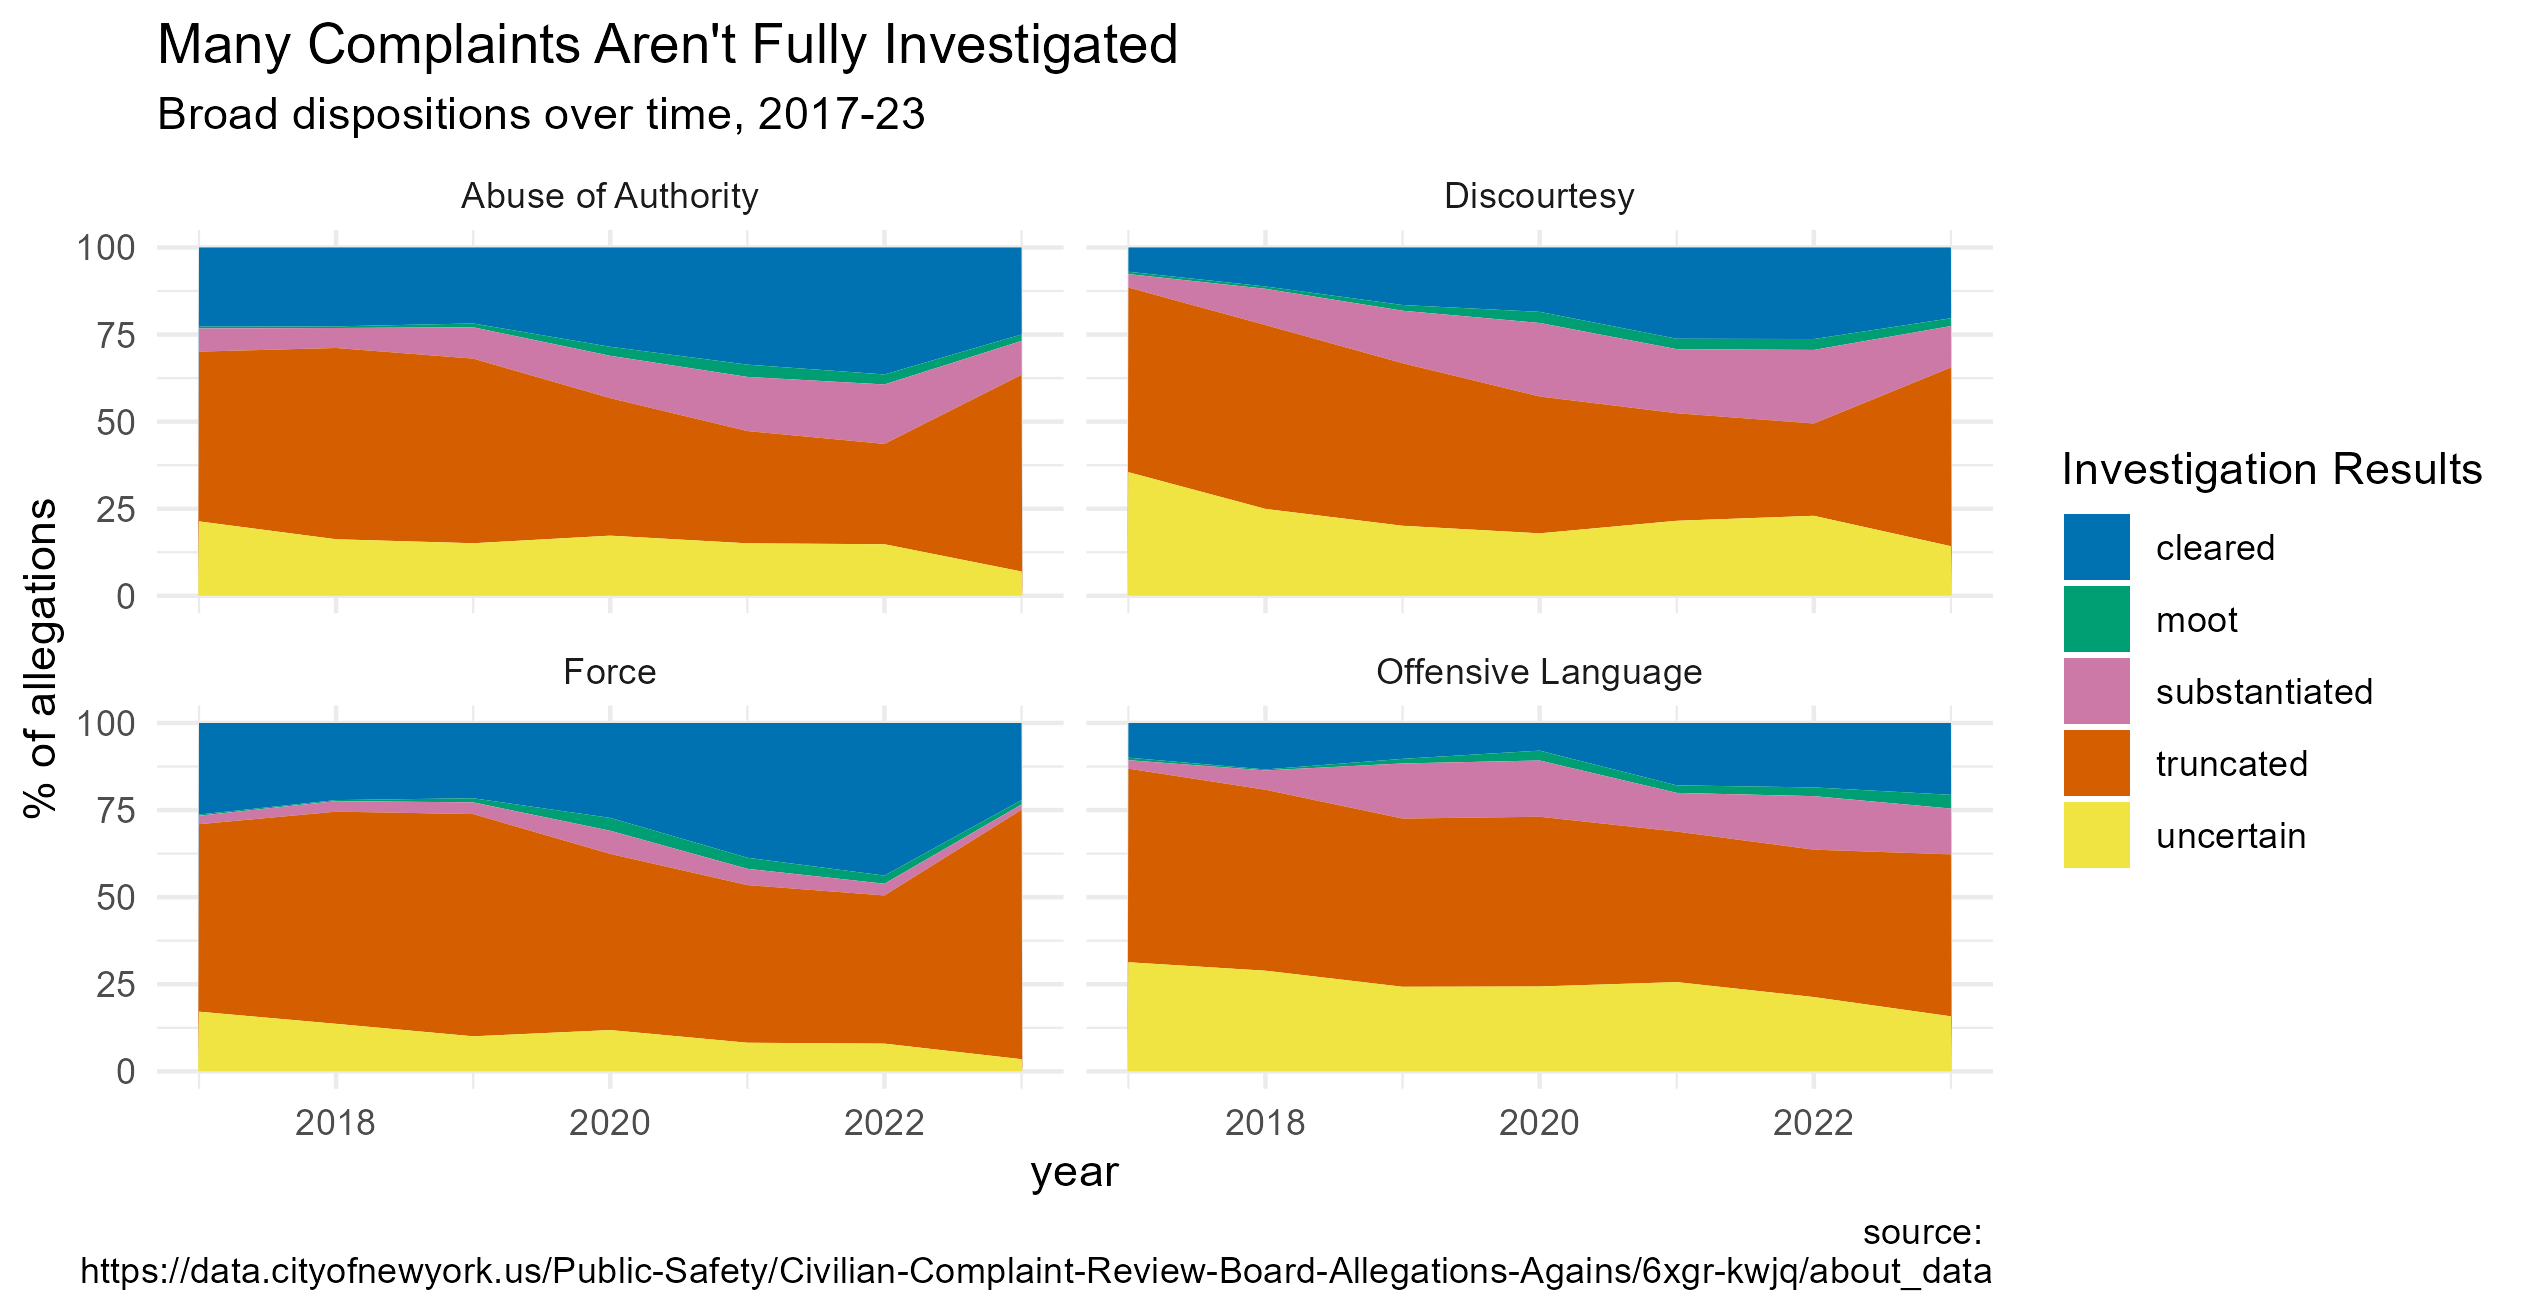 Many Complaints Aren't Fully Investigated
Broad dispositions over time, 2017-23
Abuse of Authority
Discourtesy
100
75
50
25
0
Force
Offensive Language
100
75
50
25
0
2018
2020
2022
2018
2020
2022
% of allegations
year
Investigation Results
cleared
moot
substantiated
truncated
uncertain
source:
https://data.cityofnewyork.us/Public-Safety/Civilian-Complaint-Review-Board-Allegations-Agains/6xgr-kwjq/about_data